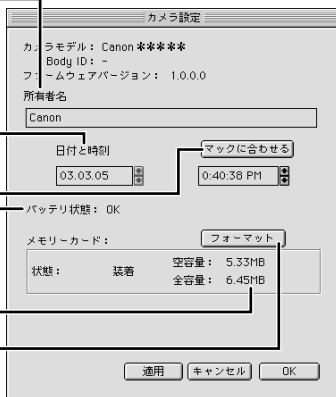 カメラ設定
カメラモデル： Canon ✱✱✱✱✱
Body ID： -
ファームウェアバージョン： 1.0.0.0
所有者名
Canon
日付と時刻 マックに合わせる
03.03.05 0:40:38 PM
バッテリ状態： OK
メモリーカード： フォーマット
状態： 装着 空容量： 5.33MB
全容量： 6.45MB
適用 キャンセル OK